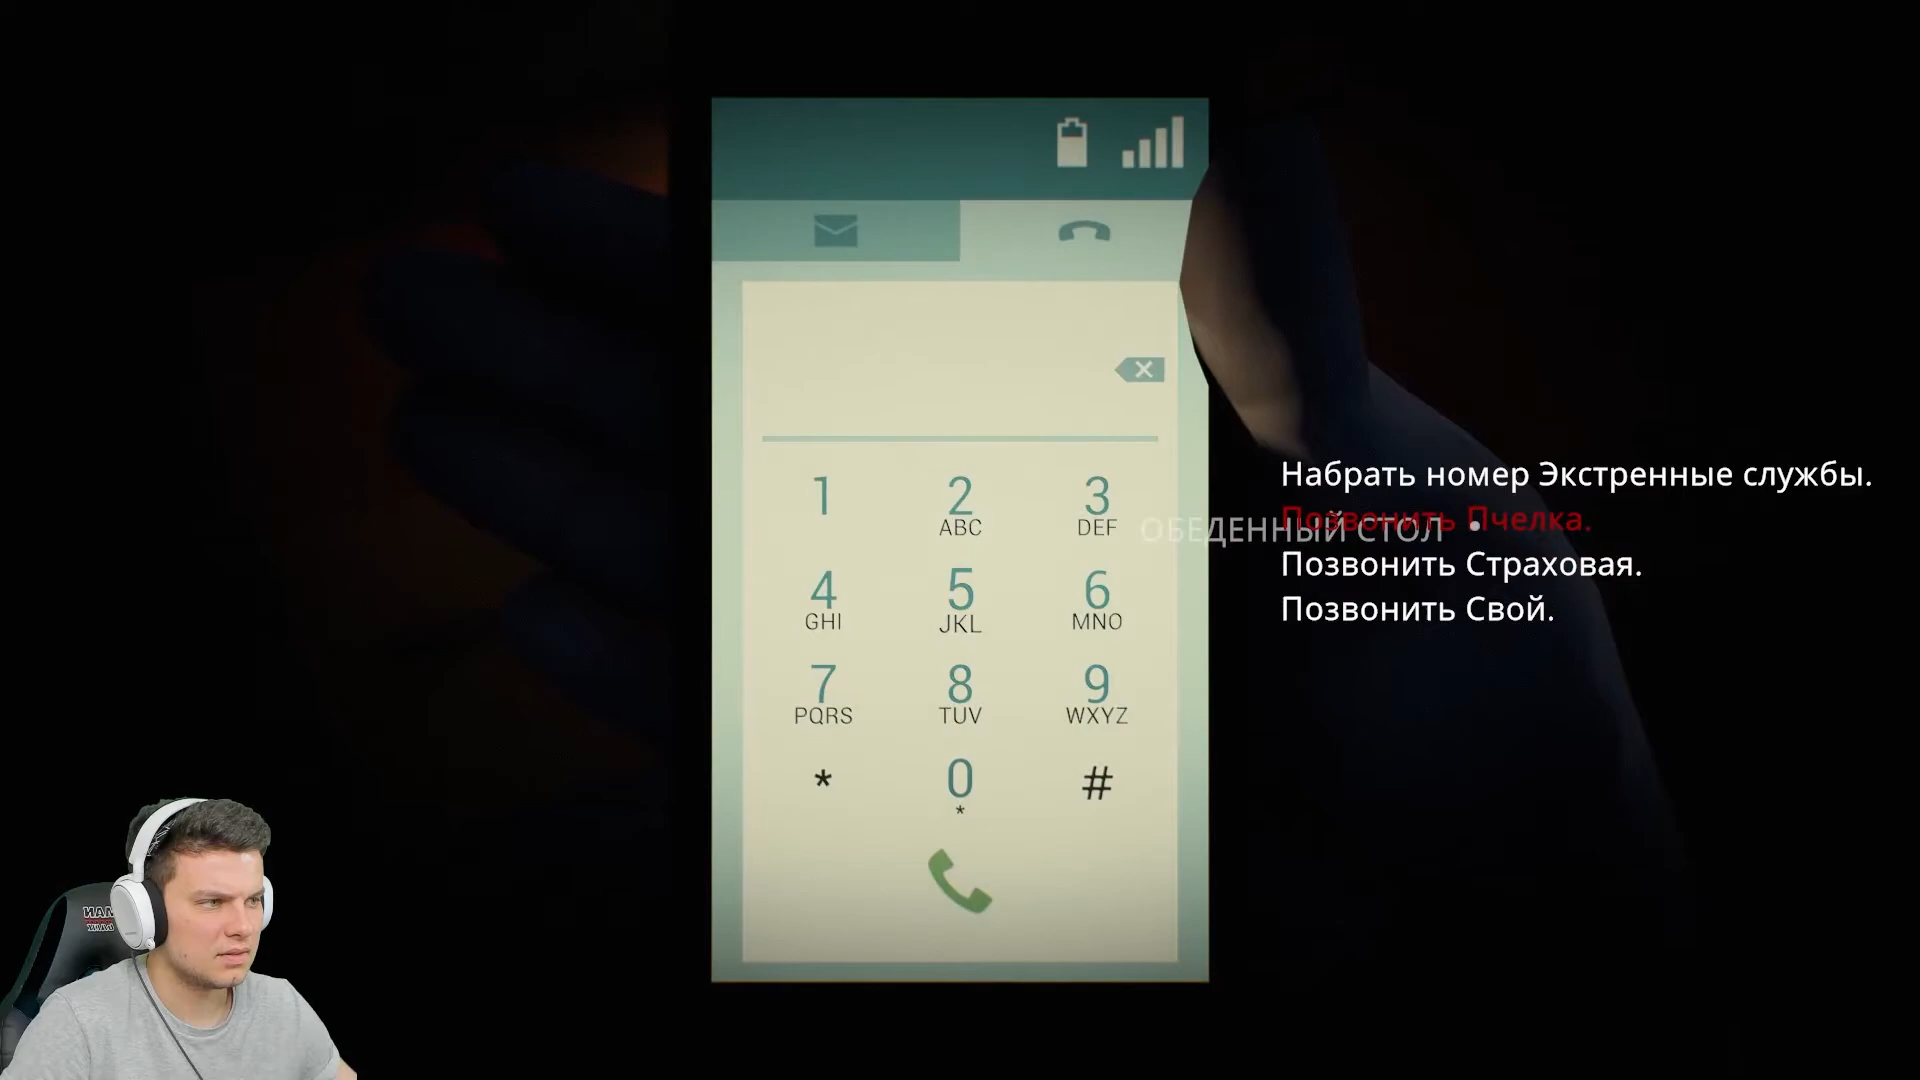 1
2
ABC
3
DEF
4
GHI
5
JKL
6
MNO
7
PQRS
8
TUV
9
WXYZ
*
0
*
#
Набрать номер Экстренные службы.
Позвонить Пчелка.
ОБЕДЕННЫЙ СТОЛ
Позвонить Страховая.
Позвонить Свой.